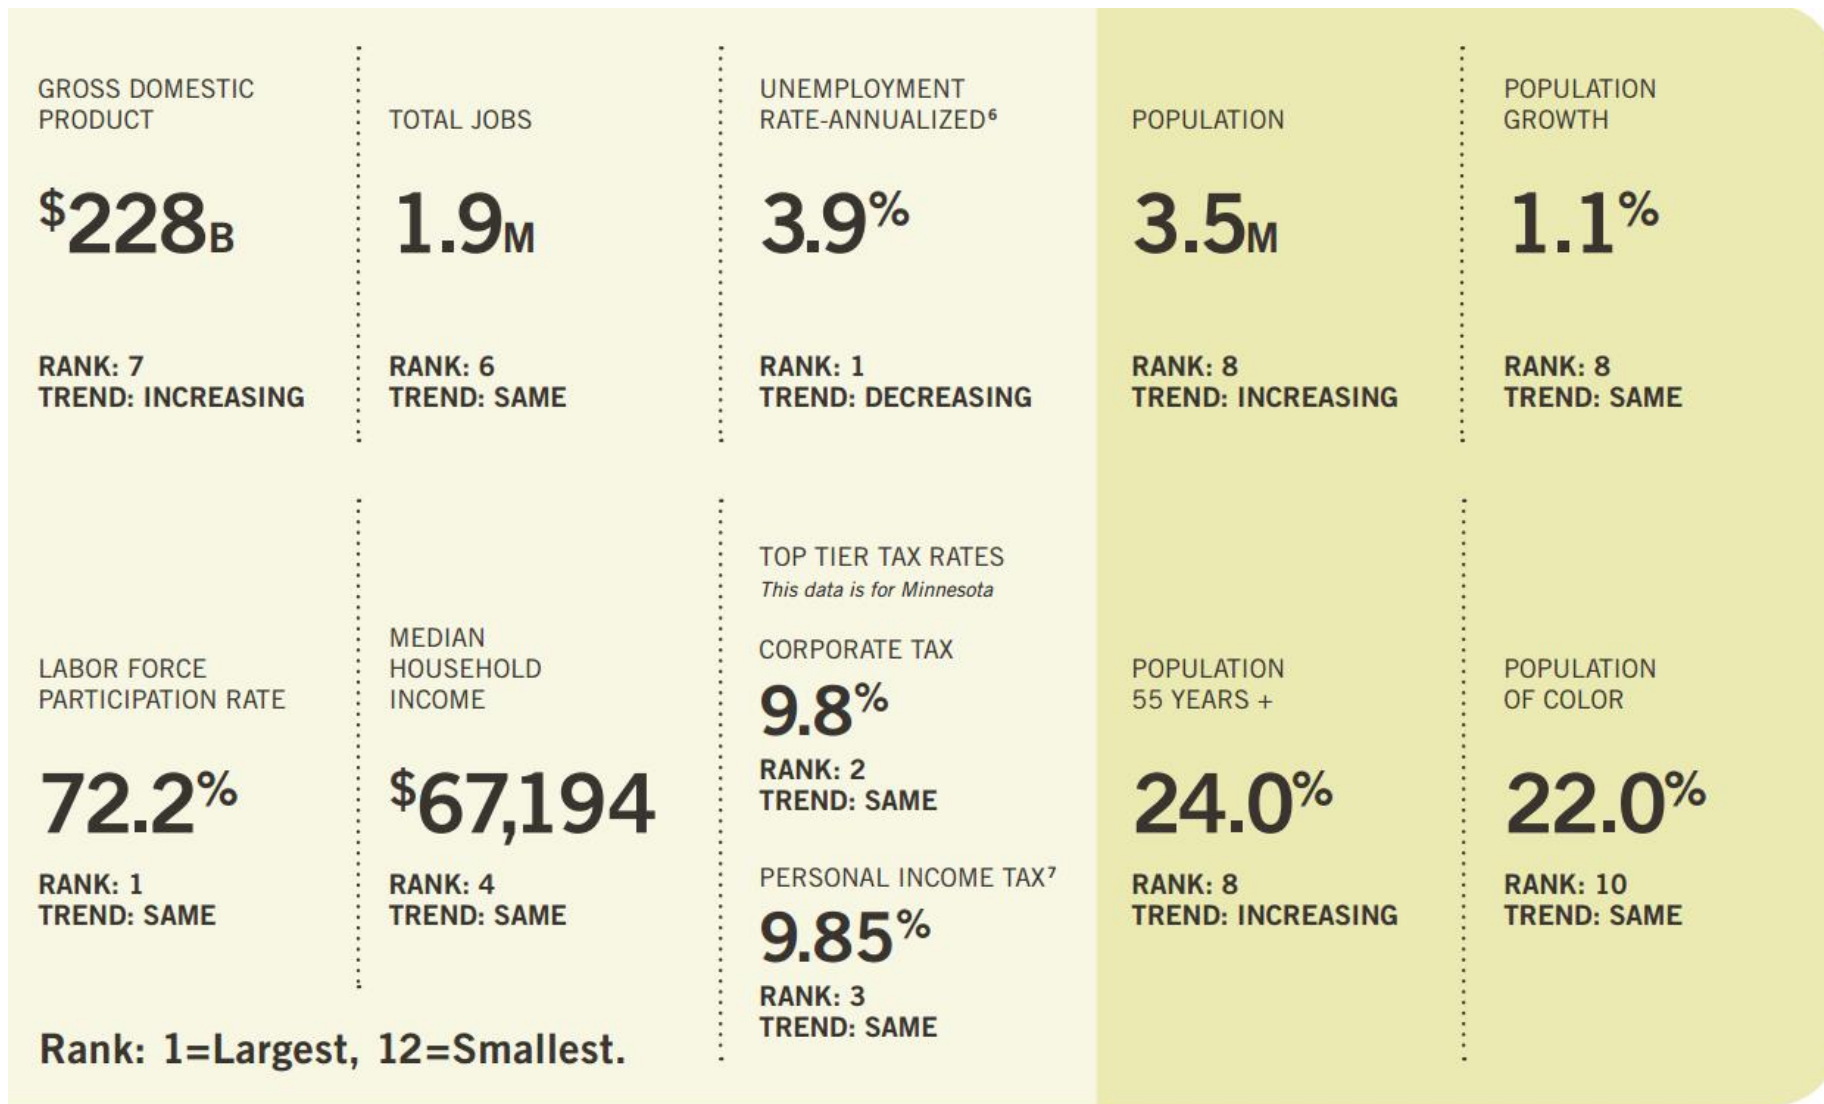 GROSS DOMESTIC
PRODUCT
$228B
RANK: 7
TREND: INCREASING
TOTAL JOBS
1.9M
RANK: 6
TREND: SAME
UNEMPLOYMENT
RATE-ANNUALIZED⁶
3.9%
RANK: 1
TREND: DECREASING
POPULATION
3.5M
RANK: 8
TREND: INCREASING
POPULATION
GROWTH
1.1%
RANK: 8
TREND: SAME
LABOR FORCE
PARTICIPATION RATE
72.2%
RANK: 1
TREND: SAME
MEDIAN
HOUSEHOLD
INCOME
$67,194
RANK: 4
TREND: SAME
TOP TIER TAX RATES
This data is for Minnesota
CORPORATE TAX
9.8%
RANK: 2
TREND: SAME
PERSONAL INCOME TAX⁷
9.85%
RANK: 3
TREND: SAME
POPULATION
55 YEARS +
24.0%
RANK: 8
TREND: INCREASING
POPULATION
OF COLOR
22.0%
RANK: 10
TREND: SAME
Rank: 1=Largest, 12=Smallest.